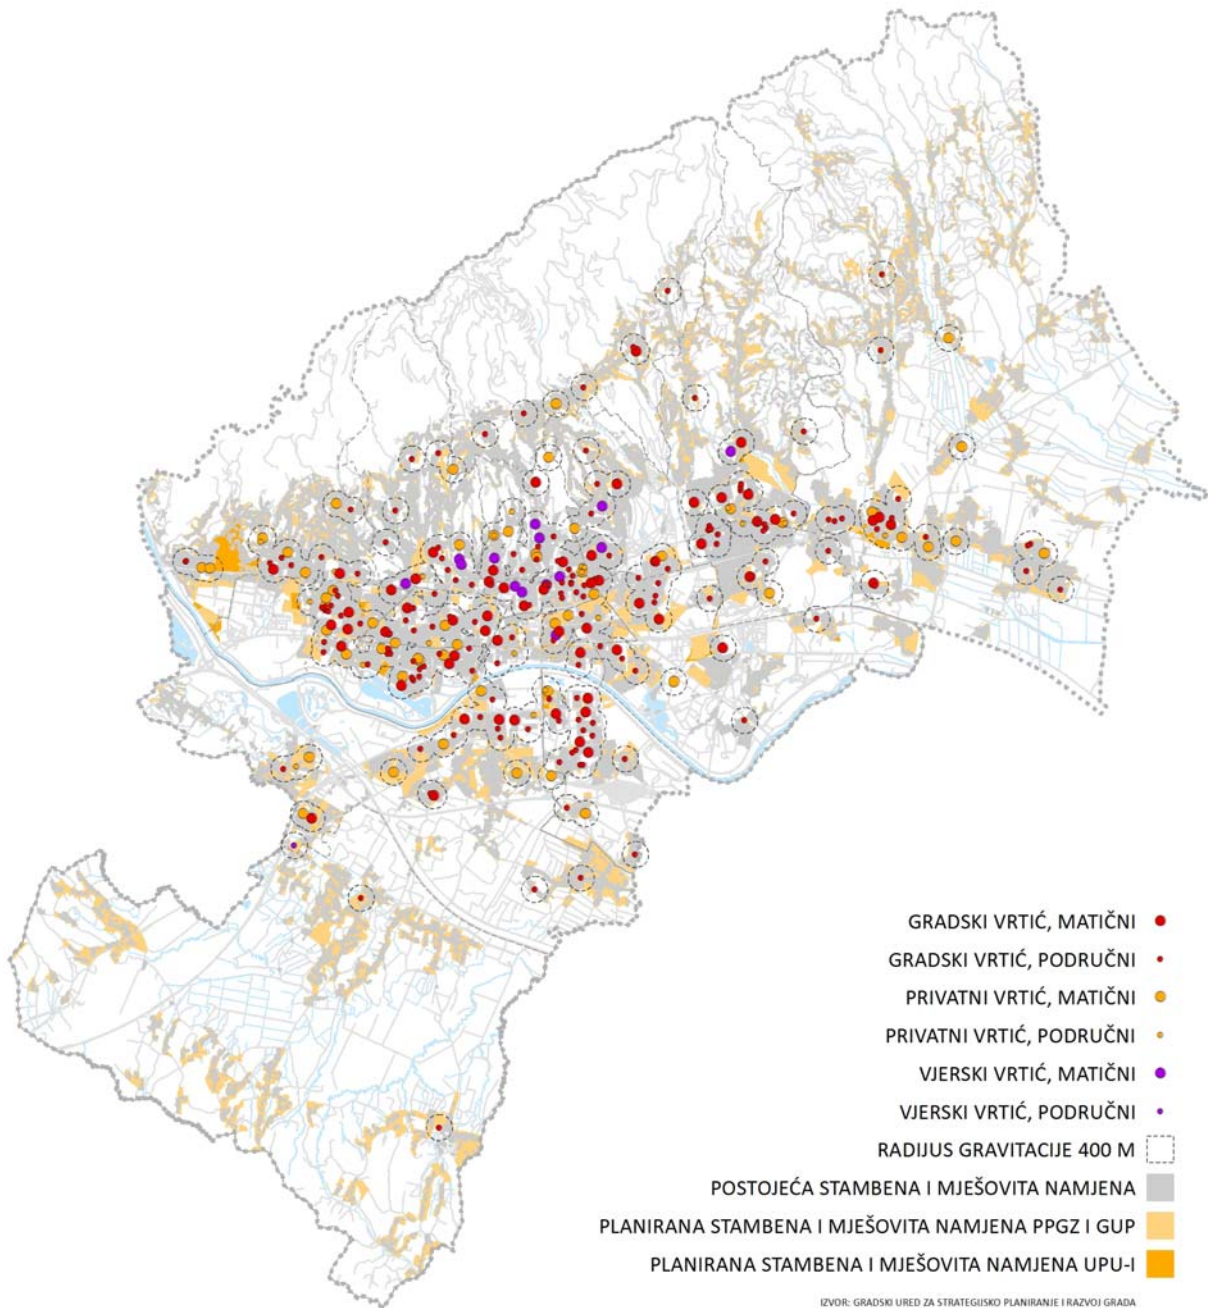 GRADSKI VRTIĆ, MATIČNI
GRADSKI VRTIĆ, PODRUČNI
PRIVATNI VRTIĆ, MATIČNI
PRIVATNI VRTIĆ, PODRUČNI
VJERSKI VRTIĆ, MATIČNI
VJERSKI VRTIĆ, PODRUČNI
RADIJUS GRAVITACIJE 400 M
POSTOJEĆA STAMBENA I MJEŠOVITA NAMJENA
PLANIRANA STAMBENA I MJEŠOVITA NAMJENA PPGZ I GUP
PLANIRANA STAMBENA I MJEŠOVITA NAMJENA UPU-I
IZVOR: GRADSKI URED ZA STRATEGIJSKO PLANIRANJE I RAZVOJ GRADA